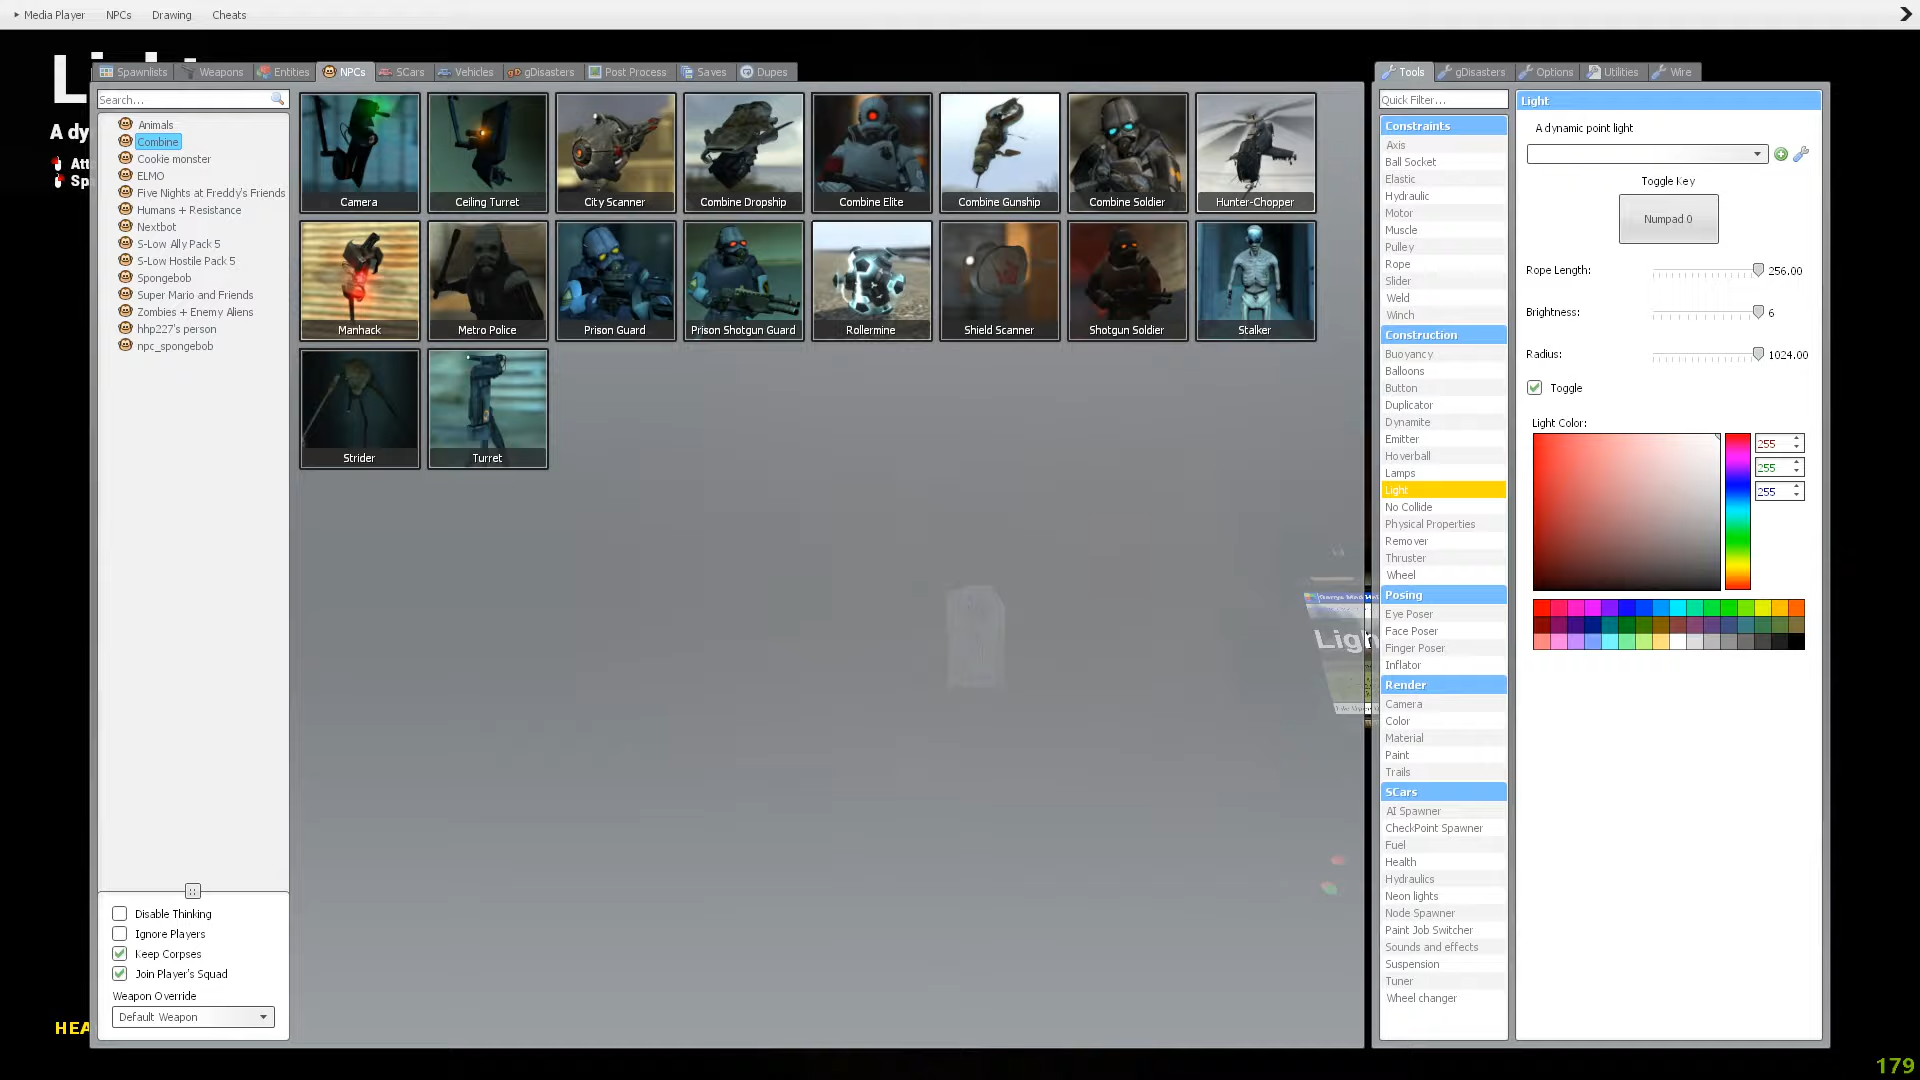 Media Player NPCs Drawing Cheats
A dy
Att
Sp
Spawnlists Weapons Entities NPCs SCars Vehicles gDisasters Post Process Saves Dupes
Search...
Animals
Combine
Cookie monster
ELMO
Five Nights at Freddy's Friends
Humans + Resistance
Nextbot
S-Low Ally Pack 5
S-Low Hostile Pack 5
Spongebob
Super Mario and Friends
Zombies + Enemy Aliens
hhp227's person
npc_spongebob
Camera Ceiling Turret City Scanner Combine Dropship Combine Elite Combine Gunship Combine Soldier Hunter-Chopper
Manhack Metro Police Prison Guard Prison Shotgun Guard Rollermine Shield Scanner Shotgun Soldier Stalker
Strider Turret
Disable Thinking
Ignore Players
Keep Corpses
Join Player's Squad
Weapon Override
Default Weapon
HEA
Ligh
Tools gDisasters Options Utilities Wire
Quick Filter...
Constraints
Axis
Ball Socket
Elastic
Hydraulic
Motor
Muscle
Pulley
Rope
Slider
Weld
Winch
Construction
Buoyancy
Balloons
Button
Duplicator
Dynamite
Emitter
Hoverball
Lamps
Light
No Collide
Physical Properties
Remover
Thruster
Wheel
Posing
Eye Poser
Face Poser
Finger Poser
Inflator
Render
Camera
Color
Material
Paint
Trails
SCars
AI Spawner
CheckPoint Spawner
Fuel
Health
Hydraulics
Neon lights
Node Spawner
Paint Job Switcher
Sounds and effects
Suspension
Tuner
Wheel changer
Light
A dynamic point light
Toggle Key
Numpad 0
Rope Length: 256.00
Brightness: 6
Radius: 1024.00
Toggle
Light Color:
255
255
255
179